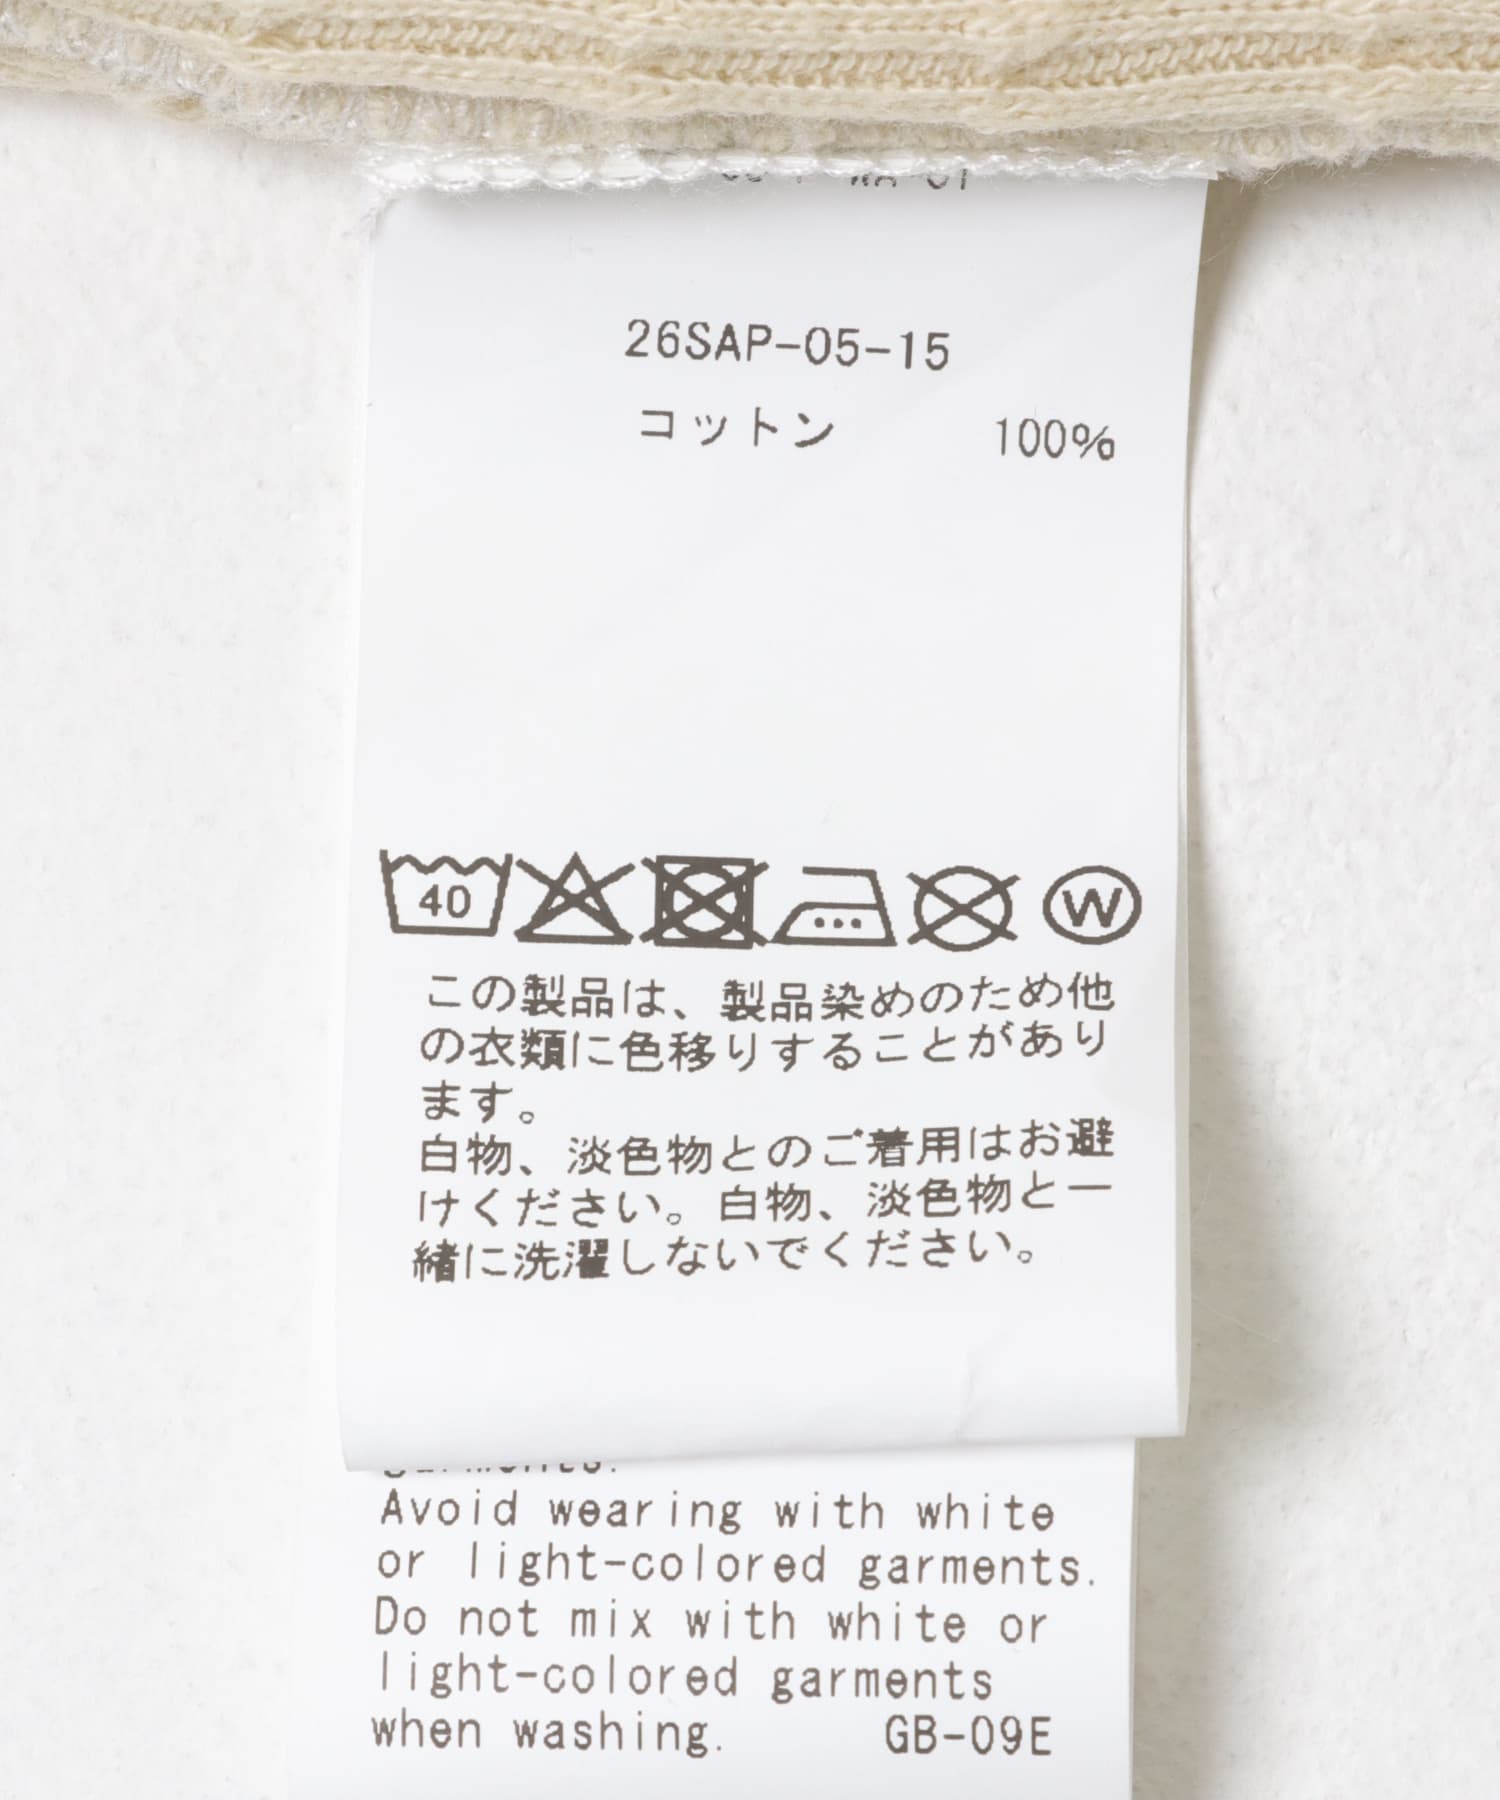 26SAP-05-15
コットン 100%
40 W
この製品は、製品染めのため他
の衣類に色移りすることがあり
ます。
白物、淡色物とのご着用はお避
けください。白物、淡色物と一
緒に洗濯しないでください。
garments.
Avoid wearing with white
or light-colored garments.
Do not mix with white or
light-colored garments
when washing. GB-09E